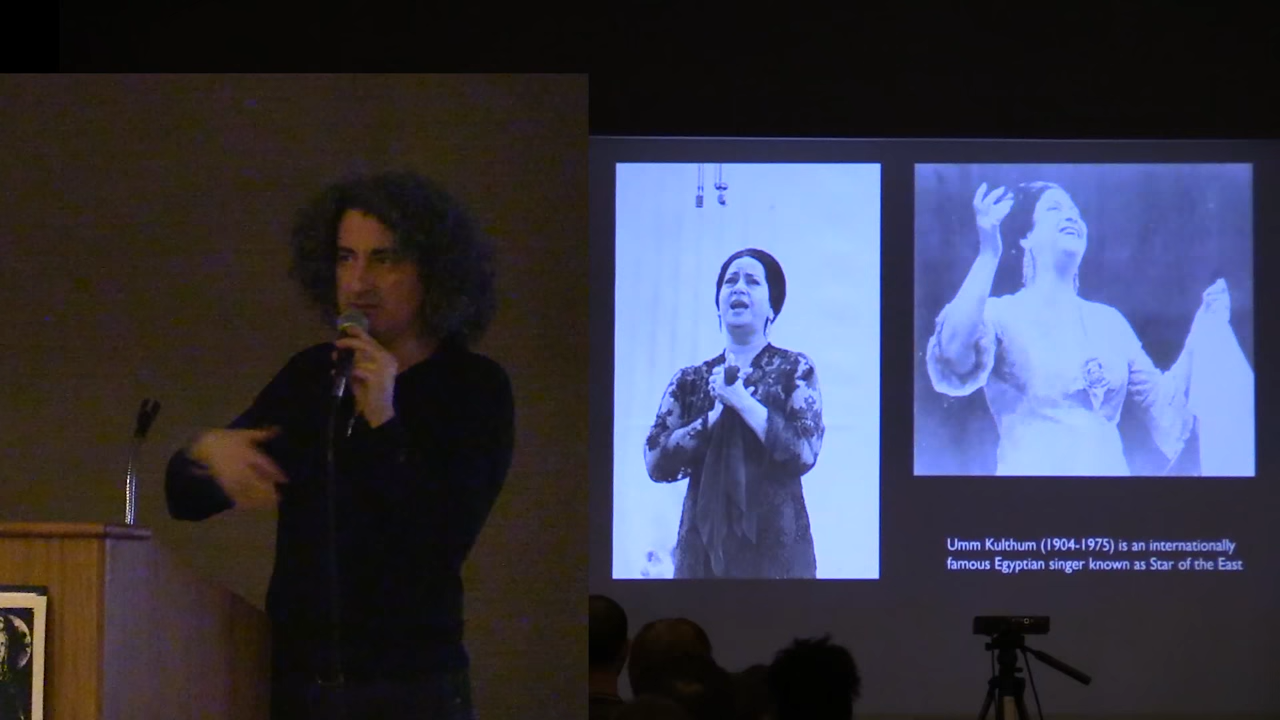 Umm Kulthum (1904-1975) is an internationally
famous Egyptian singer known as Star of the East